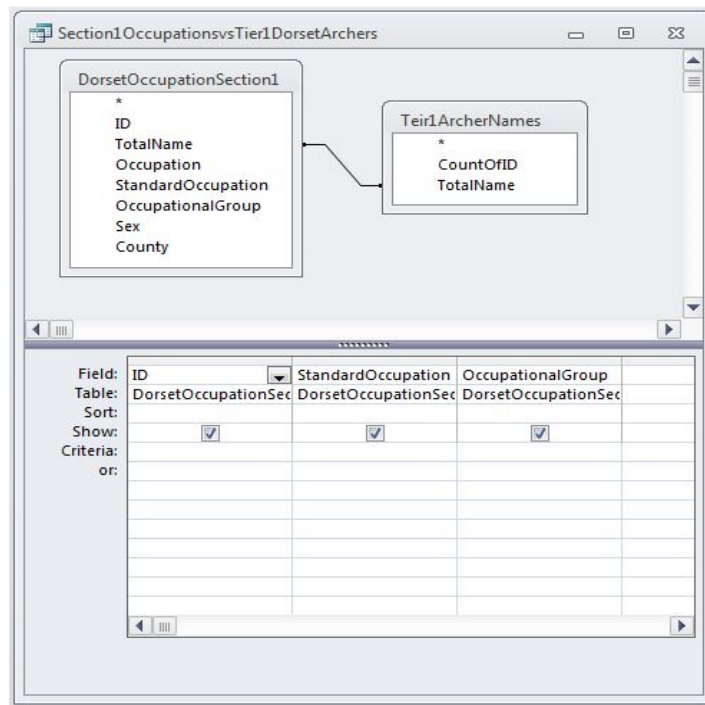 Section1OccupationsvsTier1DorsetArchers
DorsetOccupationSection1
*
ID
TotalName
Occupation
StandardOccupation
OccupationalGroup
Sex
County
Teir1ArcherNames
*
CountOfID
TotalName
Field: ID StandardOccupation OccupationalGroup
Table: DorsetOccupationSec DorsetOccupationSec DorsetOccupationSec
Sort:
Show:
Criteria:
or: